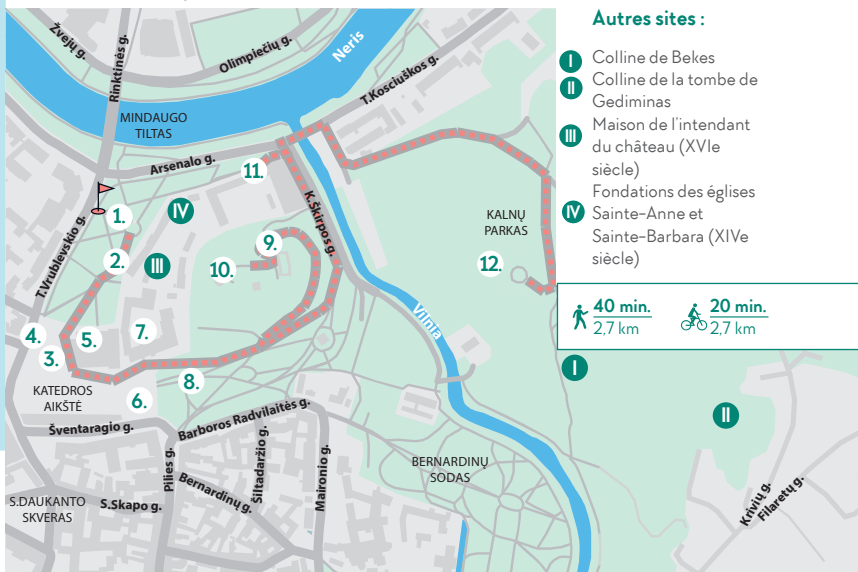 Žvejų g.
Rinktinės g.
Olimpiečių g.
Neris
T.Kosciuškos g.
MINDAUGO
TILTAS
Arsenalo g.
11.
K.Škirpos g.
1.
IV
T.Vrublevskio g.
2.
III
9.
10.
KALNŲ
PARKAS
12.
4.
3.
5.
7.
Vilnia
8.
6.
KATEDROS
AIKŠTĖ
Šventaragio g.
Barboros Radvilaitės g.
Pilies g.
Bernardinų g.
Šiltadaržio g.
Maironio g.
S.DAUKANTO
SKVERAS
S.Skapo g.
BERNARDINŲ
SODAS
I
II
Krivių g.
Filaretų g.
Autres sites :
I Colline de Bekes
II Colline de la tombe de
Gediminas
III Maison de l'intendant
du château (XVIe
siècle)
IV Fondations des églises
Sainte-Anne et
Sainte-Barbara (XIVe
siècle)
40 min.
2,7 km
20 min.
2,7 km